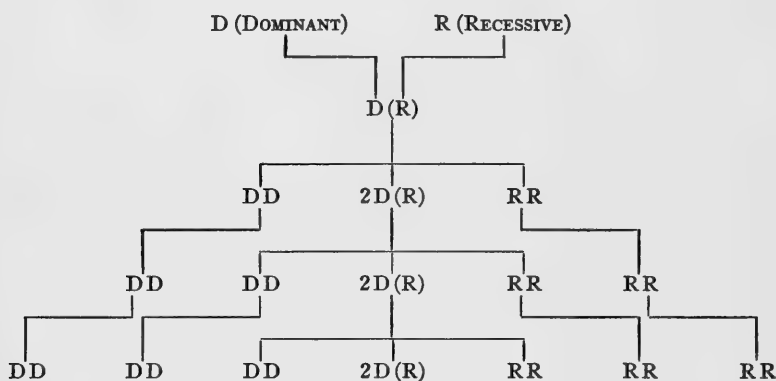 D (DOMINANT) R (RECESSIVE)
D (R)
DD 2D (R) RR
DD DD 2D (R) RR RR
DD DD DD 2D (R) RR RR RR